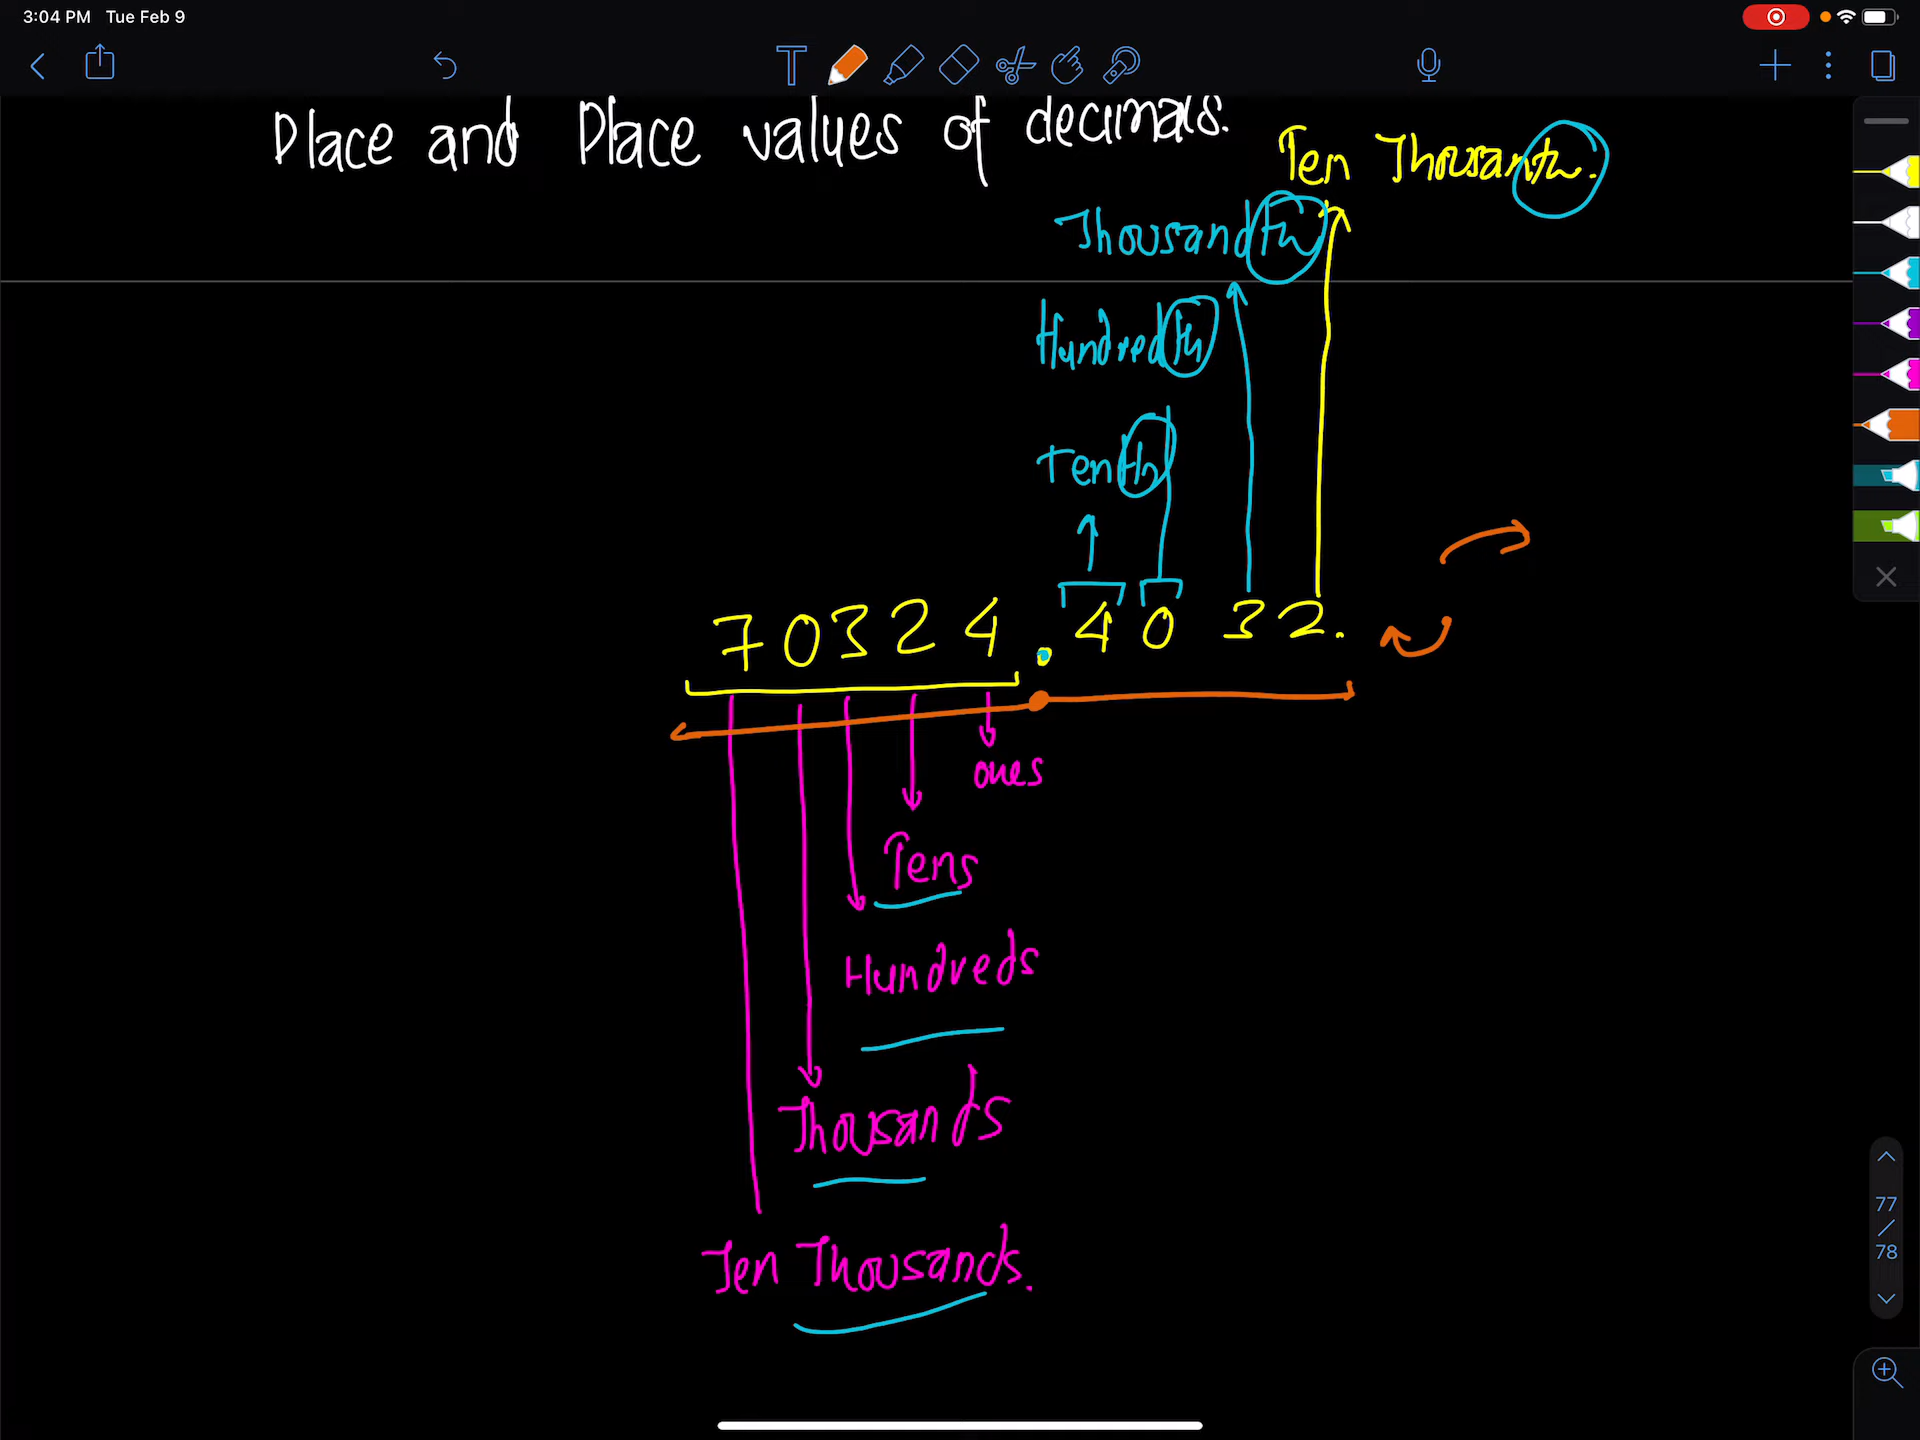 3:04 PM Tue Feb 9
Place and Place values of decimals.
Ten Thousanth.
Thousandth
Hundredth
Tenth
70324.4032.
ones
Tens
Hundreds
Thousands
Ten Thousands.
77
/
78